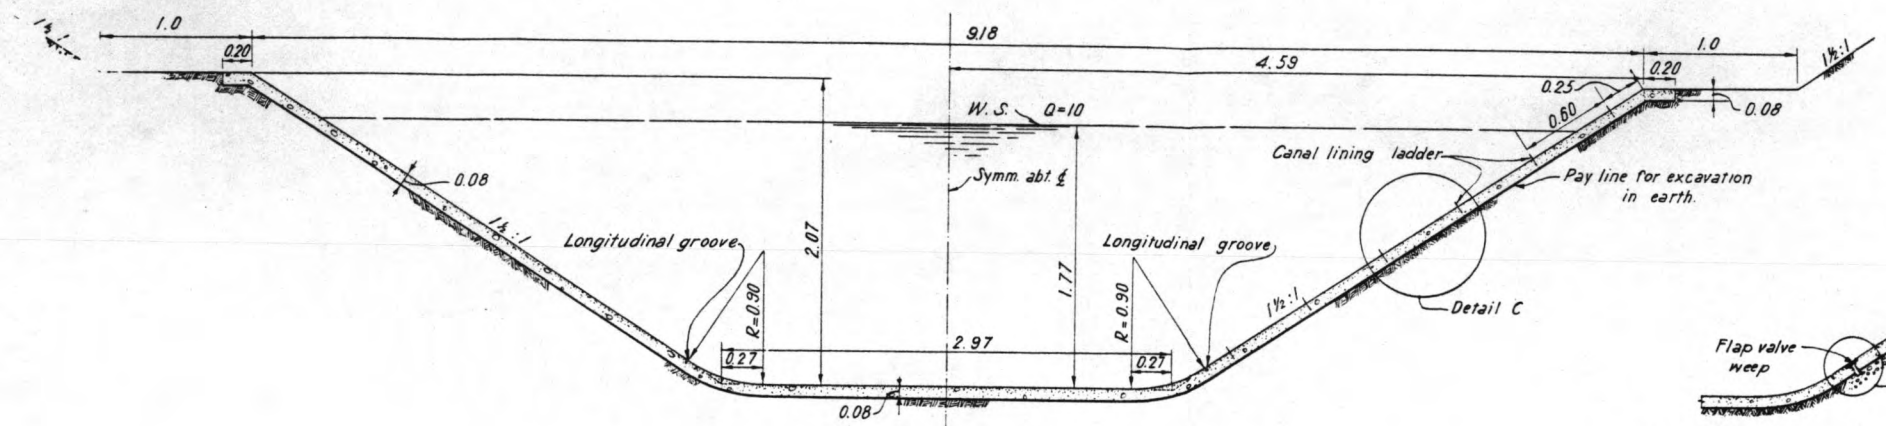 1.0
9.18
1.0
1½:1
0.20
4.59
0.20
0.25
0.08
W.S. Q=10
0.60
Canal lining ladder
0.08
Symm. abt. ℄
Pay line for excavation
in earth.
1½:1
Longitudinal groove
2.07
Longitudinal groove
1.77
R=0.90
R=0.90
1½:1
Detail C
2.97
0.27
0.27
Flap valve
weep
0.08